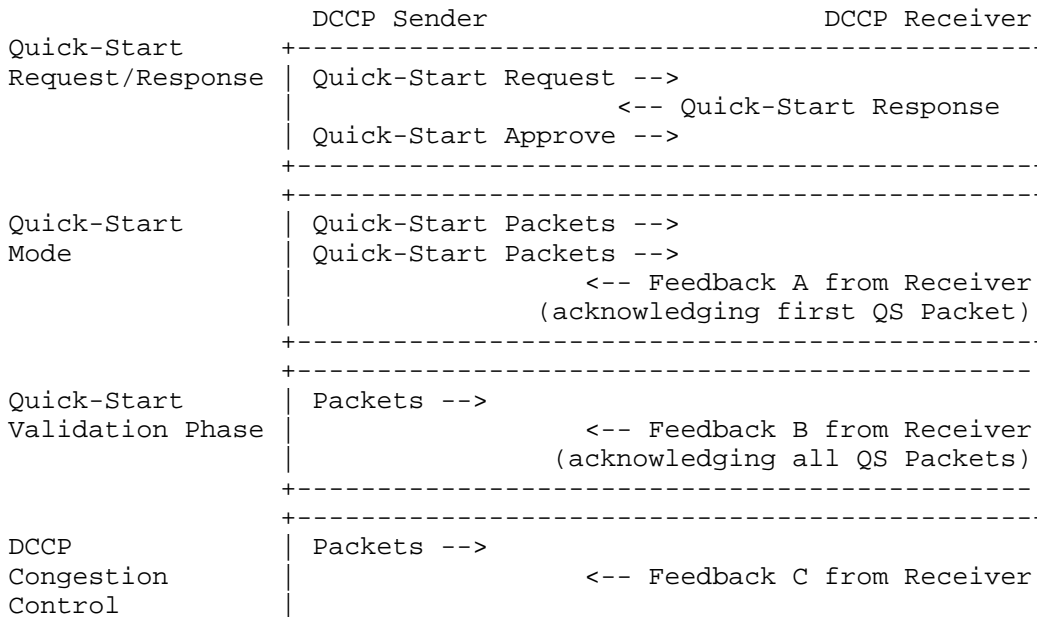 DCCP Sender                     DCCP Receiver
Quick-Start      +-----------------------------------------------
Request/Response | Quick-Start Request -->
                 |                    <-- Quick-Start Response
                 | Quick-Start Approve -->
                 +-----------------------------------------------
                 +-----------------------------------------------
Quick-Start      | Quick-Start Packets -->
Mode             | Quick-Start Packets -->
                 |                  <-- Feedback A from Receiver
                 |               (acknowledging first QS Packet)
                 +-----------------------------------------------
                 +----------------------------------------------
Quick-Start      | Packets -->
Validation Phase |                  <-- Feedback B from Receiver
                 |                (acknowledging all QS Packets)
                 +----------------------------------------------
                 +-----------------------------------------------
DCCP             | Packets -->
Congestion       |                  <-- Feedback C from Receiver
Control          |